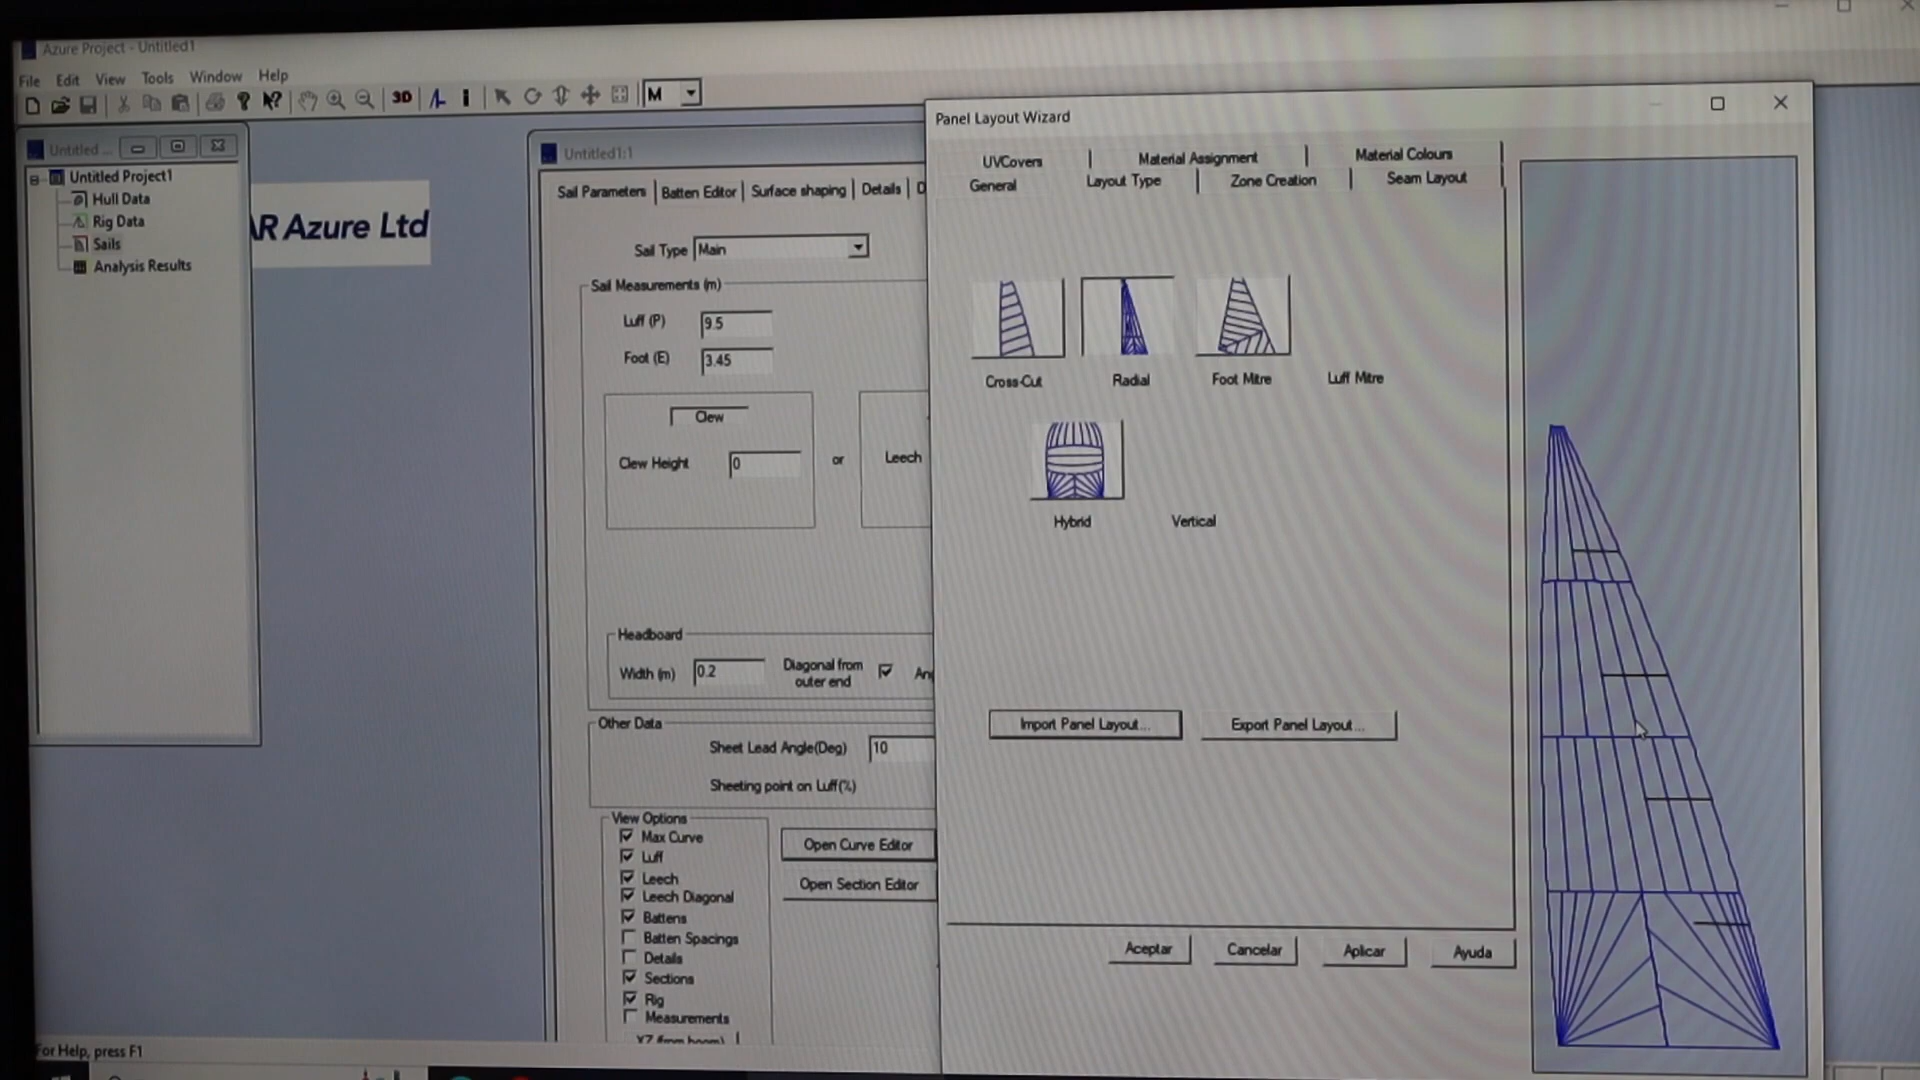 Azure Project - Untitled1
File Edit View Tools Window Help
3D
M
Untitled ...
Untitled Project1
Hull Data
Rig Data
Sails
Analysis Results
R Azure Ltd
Untitled1:1
Sail Parameters Batten Editor Surface shaping Details D
Sail Type Main
Sail Measurements (m)
Luff (P) 9.5
Foot (E) 3.45
Clew
Clew Height 0 or Leech
Headboard
Width (m) 0.2 Diagonal from outer end
Other Data
Sheet Lead Angle(Deg) 10
Sheeting point on Luff(%)
View Options
Max Curve
Luff
Leech
Leech Diagonal
Battens
Batten Spacings
Details
Sections
Rig
Measurements
Open Curve Editor
Open Section Editor
For Help, press F1
Panel Layout Wizard
UVCovers Material Assignment Material Colours
General Layout Type Zone Creation Seam Layout
Cross-Cut Radial Foot Mitre Luff Mitre
Hybrid Vertical
Import Panel Layout... Export Panel Layout...
Aceptar Cancelar Aplicar Ayuda